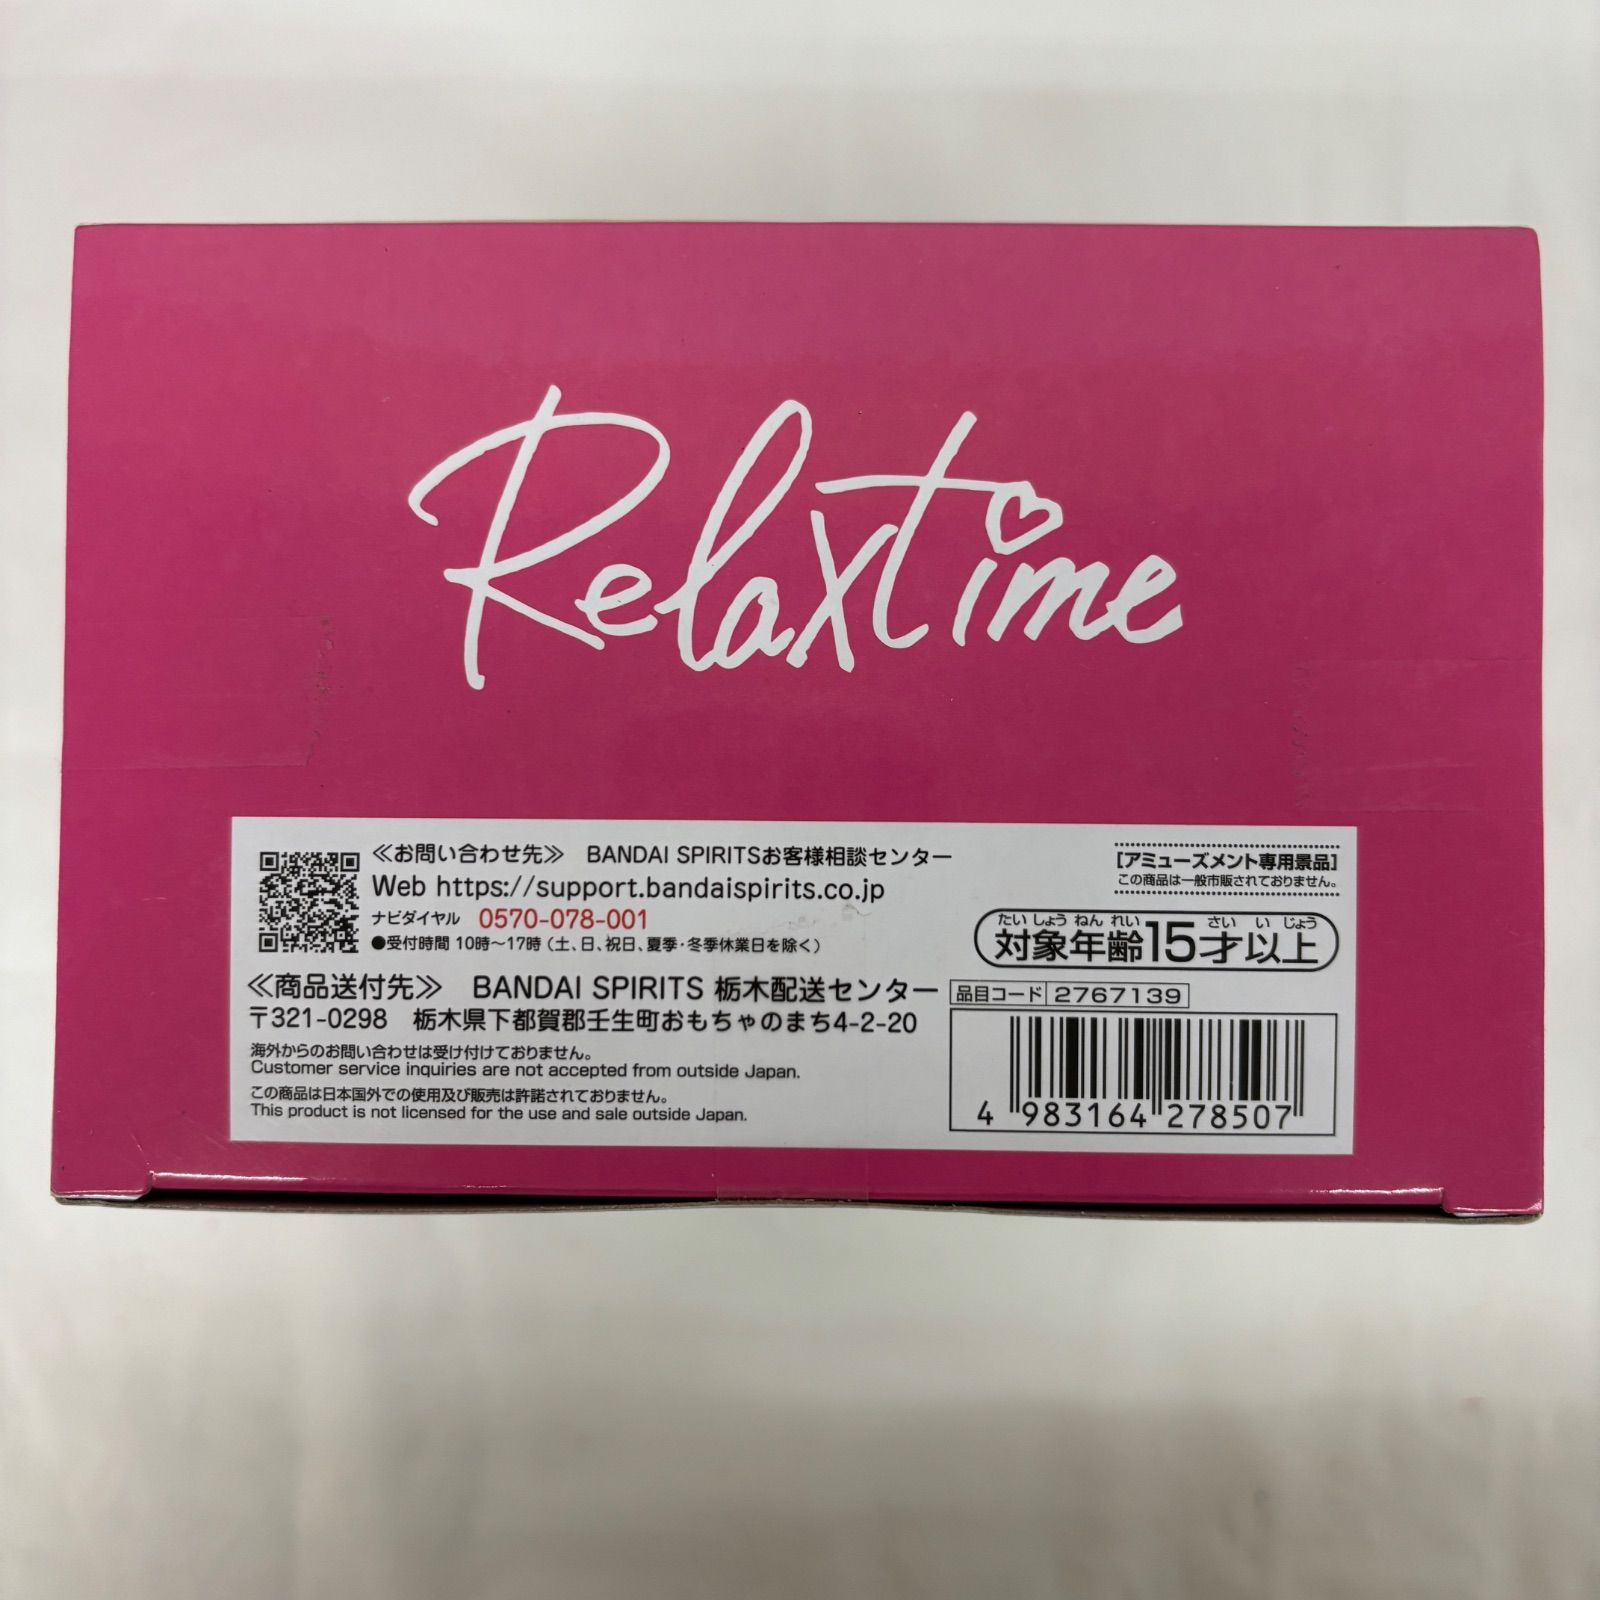 Relaxtime
≪お問い合わせ先≫ BANDAI SPIRITSお客様相談センター
Web https://support.bandaispirits.co.jp
ナビダイヤル 0570-078-001
●受付時間 10時～17時（土、日、祝日、夏季・冬季休業日を除く）
[アミューズメント専用景品]
この商品は一般市販されておりません。
たいしょうねんれい さいいじょう
対象年齢15才以上
≪商品送付先≫ BANDAI SPIRITS 栃木配送センター
〒321-0298 栃木県下都賀郡壬生町おもちゃのまち4-2-20
海外からのお問い合わせは受け付けておりません。
Customer service inquiries are not accepted from outside Japan.
この商品は日本国外での使用及び販売は許諾されておりません。
This product is not licensed for the use and sale outside Japan.
品目コード 2767139
4 983164 278507